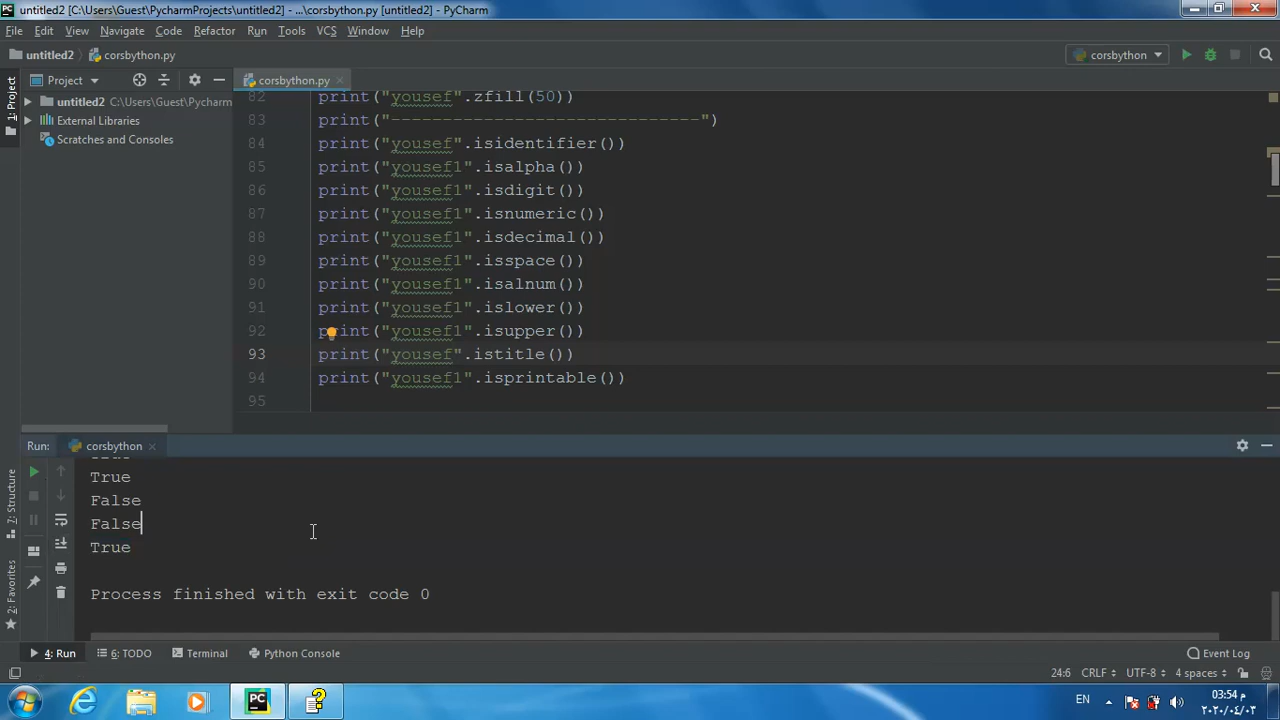 untitled2 [C:\Users\Guest\PycharmProjects\untitled2] - ...\corsbython.py [untitled2] - PyCharm
File Edit View Navigate Code Refactor Run Tools VCS Window Help
untitled2 corsbython.py corsbython
1: Project
Project
corsbython.py
untitled2 C:\Users\Guest\Pycharm
External Libraries
Scratches and Consoles
82 print("yousef".zfill(50))
83 print("------------------------------")
84 print("yousef".isidentifier())
85 print("yousef1".isalpha())
86 print("yousef1".isdigit())
87 print("yousef1".isnumeric())
88 print("yousef1".isdecimal())
89 print("yousef1".isspace())
90 print("yousef1".isalnum())
91 print("yousef1".islower())
92 print("yousef1".isupper())
93 print("yousef".istitle())
94 print("yousef1".isprintable())
95
Run: corsbython
7: Structure
2: Favorites
True
False
False
True
Process finished with exit code 0
4: Run 6: TODO Terminal Python Console Event Log
24:6 CRLF UTF-8 4 spaces
PC EN م 03:54
٢٠٢٠/٠٤/٠٣